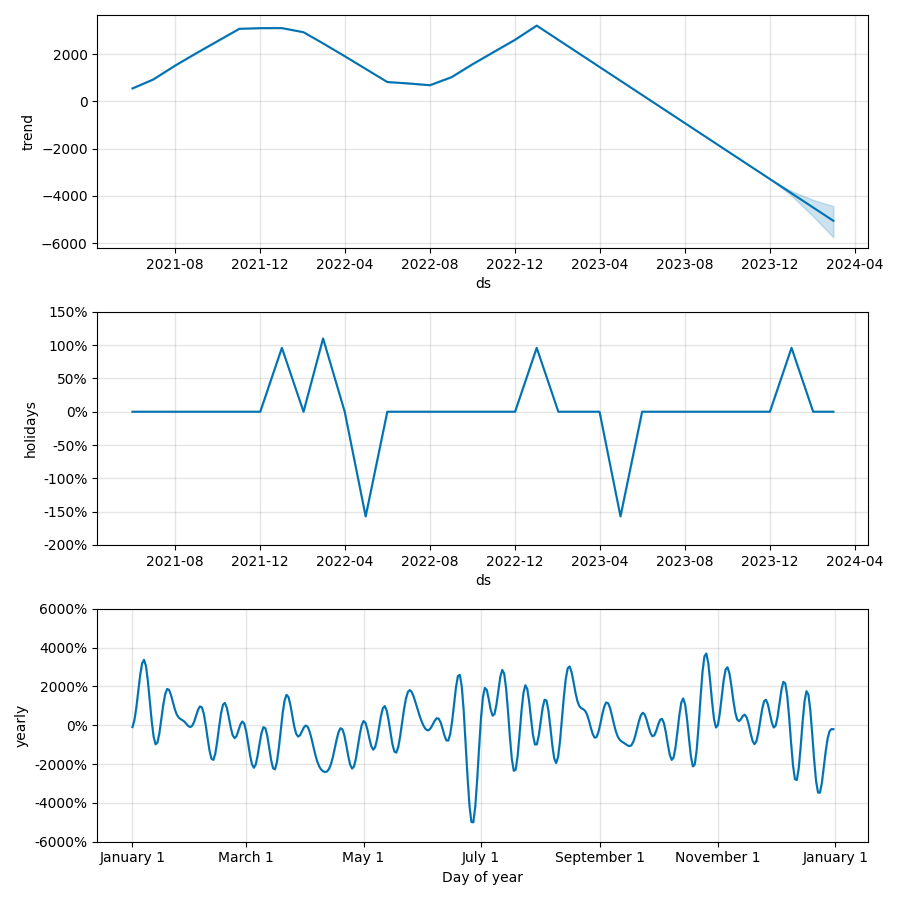 2000
0
−2000
−4000
−6000
trend
2021-08 2021-12 2022-04 2022-08 2022-12 2023-04 2023-08 2023-12 2024-04
ds
150%
100%
50%
0%
-50%
-100%
-150%
-200%
holidays
2021-08 2021-12 2022-04 2022-08 2022-12 2023-04 2023-08 2023-12 2024-04
ds
6000%
4000%
2000%
0%
-2000%
-4000%
-6000%
yearly
January 1 March 1 May 1 July 1 September 1 November 1 January 1
Day of year